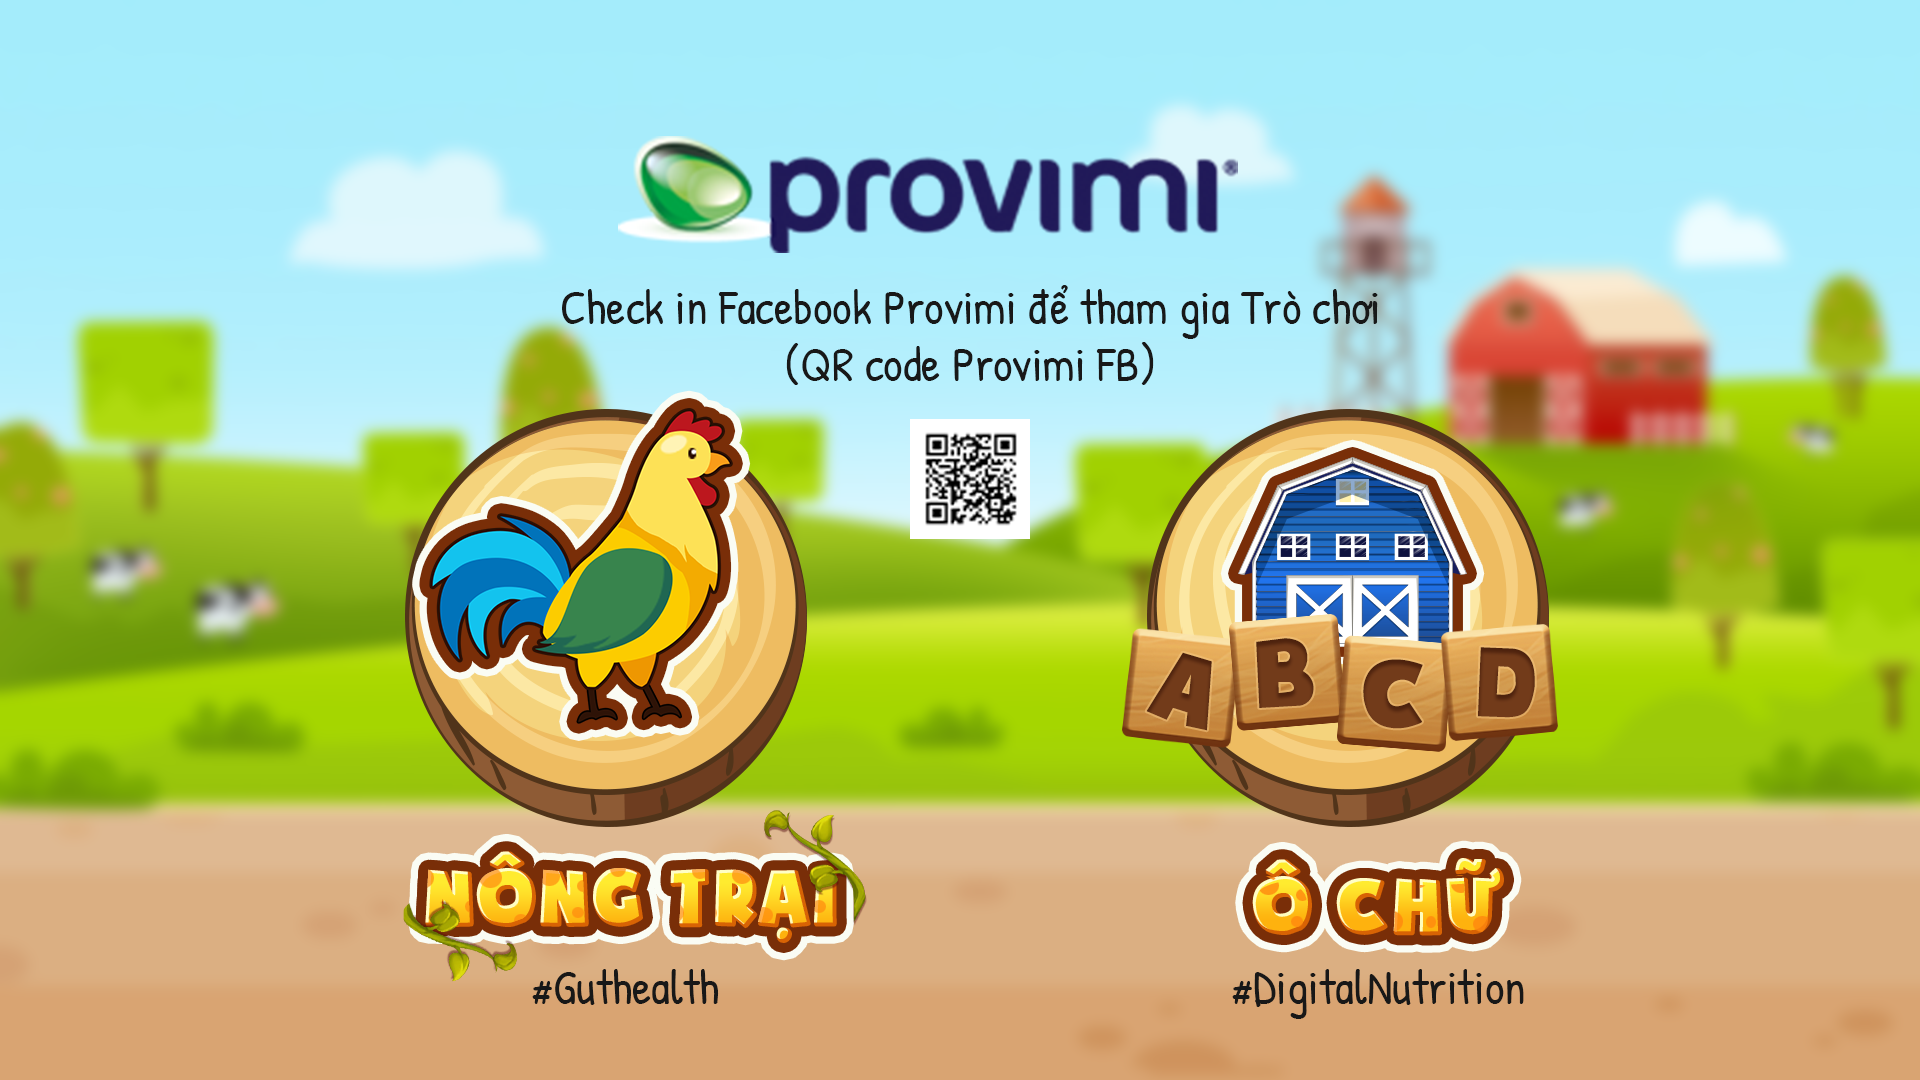 provimi®
Check in Facebook Provimi để tham gia Trò chơi
(QR code Provimi FB)
A B C D
NÔNG TRẠI
Ô CHỮ
#Guthealth
#DigitalNutrition